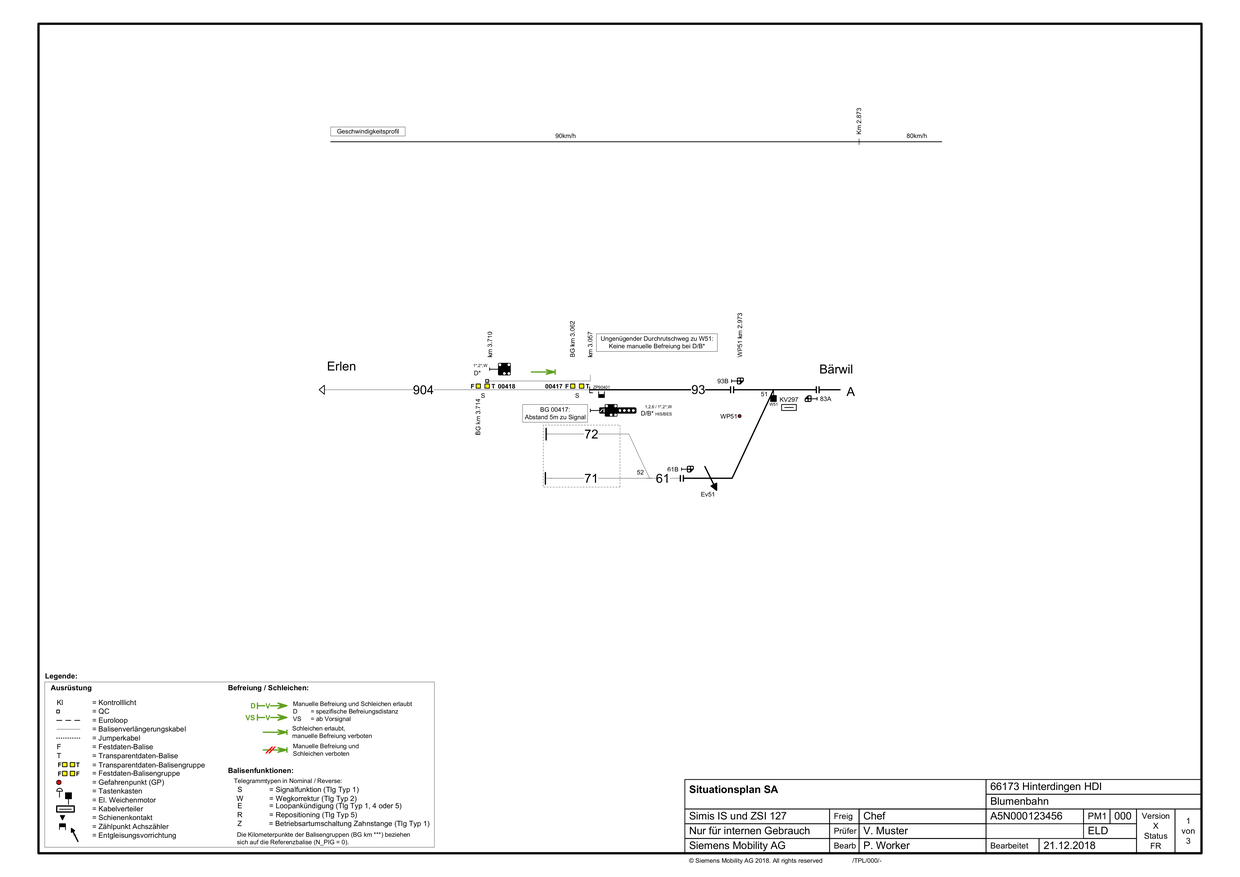 Geschwindigkeitsprofil
90km/h
Km 2.873
80km/h
km 3.710
BG km 3.062
km 3.057
WP51 km 2.973
Ungenügender Durchrutschweg zu W51:
Keine manuelle Befreiung bei D/B*
Erlen
1*,2*,W
D*
Bärwil
904
F T 00418
00417 F T
ZP90401
93
93B
51
W51
KV297
83A
A
S
S
BG km 3.714
BG 00417:
Abstand 5m zu Signal
1,2,6 / 1*,2*,W
D/B* HIS/BES
WP51
72
71
52
61
61B
Ev51
Legende:
Ausrüstung
Kl = Kontrolllicht
= QC
= Euroloop
= Balisenverlängerungskabel
= Jumperkabel
F = Festdaten-Balise
T = Transparentdaten-Balise
F T = Transparentdaten-Balisengruppe
F F = Festdaten-Balisengruppe
= Gefahrenpunkt (GP)
= Tastenkasten
= El. Weichenmotor
= Kabelverteiler
= Schienenkontakt
= Zählpunkt Achszähler
= Entgleisungsvorrichtung
Befreiung / Schleichen:
D V Manuelle Befreiung und Schleichen erlaubt
D = spezifische Befreiungsdistanz
VS V VS = ab Vorsignal
Schleichen erlaubt,
manuelle Befreiung verboten
Manuelle Befreiung und
Schleichen verboten
Balisenfunktionen:
Telegrammtypen in Nominal / Reverse:
S = Signalfunktion (Tlg Typ 1)
W = Wegkorrektur (Tlg Typ 2)
E = Loopankündigung (Tlg Typ 1, 4 oder 5)
R = Repositioning (Tlg Typ 5)
Z = Betriebsartumschaltung Zahnstange (Tlg Typ 1)
Die Kilometerpunkte der Balisengruppen (BG km ***) beziehen
sich auf die Referenzbalise (N_PIG = 0).
Situationsplan SA
66173 Hinterdingen HDI
Blumenbahn
Simis IS und ZSI 127 Freig Chef A5N000123456 PM1 000
Nur für internen Gebrauch Prüfer V. Muster ELD
Siemens Mobility AG Bearb P. Worker Bearbeitet 21.12.2018
Version
X
Status
FR
1
von
3
© Siemens Mobility AG 2018. All rights reserved /TPL/000/-